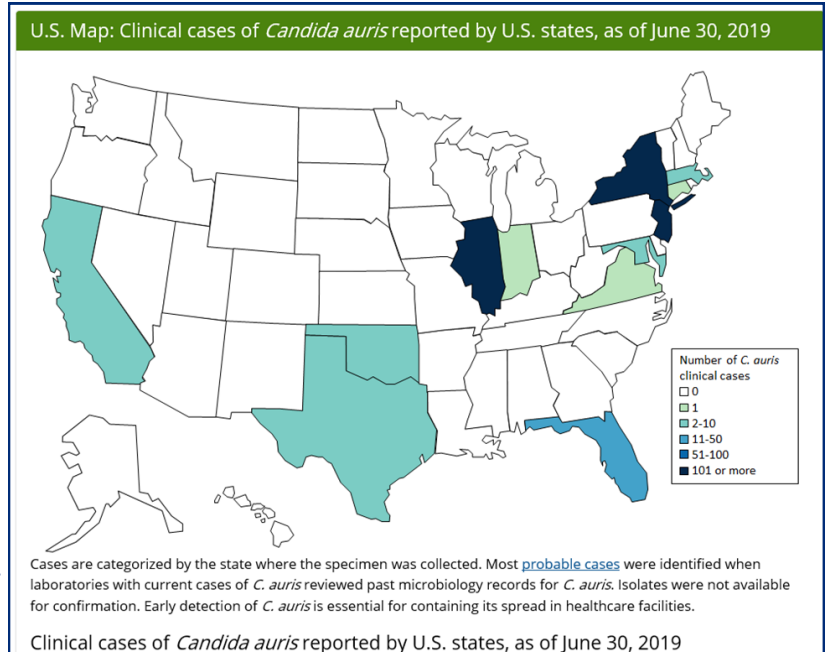 U.S. Map: Clinical cases of Candida auris reported by U.S. states, as of June 30, 2019
Number of C. auris
clinical cases
0
1
2-10
11-50
51-100
101 or more
Cases are categorized by the state where the specimen was collected. Most probable cases were identified when
laboratories with current cases of C. auris reviewed past microbiology records for C. auris. Isolates were not available
for confirmation. Early detection of C. auris is essential for containing its spread in healthcare facilities.
Clinical cases of Candida auris reported by U.S. states, as of June 30, 2019